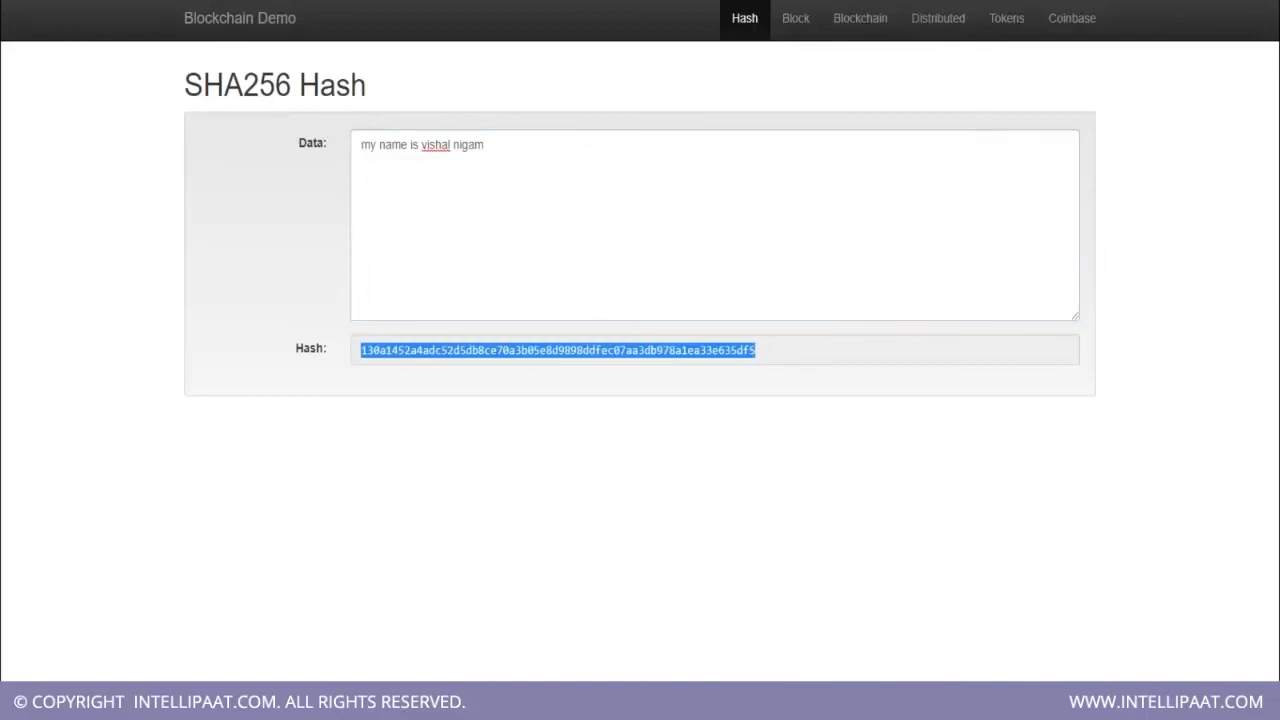 Blockchain Demo
Hash Block Blockchain Distributed Tokens Coinbase
SHA256 Hash
Data: my name is vishal nigam
Hash: 130a1452a4adc52d5db8ce70a3b05e8d9898ddfec07aa3db978a1ea33e635df5
© COPYRIGHT INTELLIPAAT.COM. ALL RIGHTS RESERVED.
WWW.INTELLIPAAT.COM